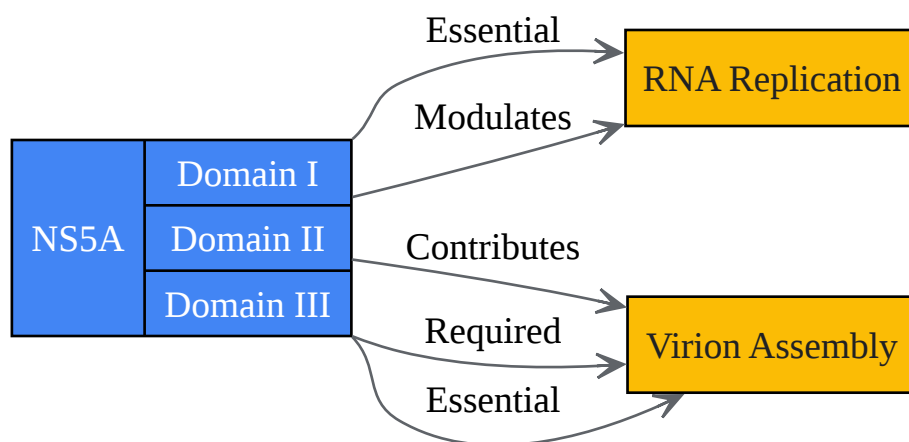 Essential
RNA Replication
Modulates
NS5A
Domain I
Domain II
Domain III
Contributes
Required
Virion Assembly
Essential